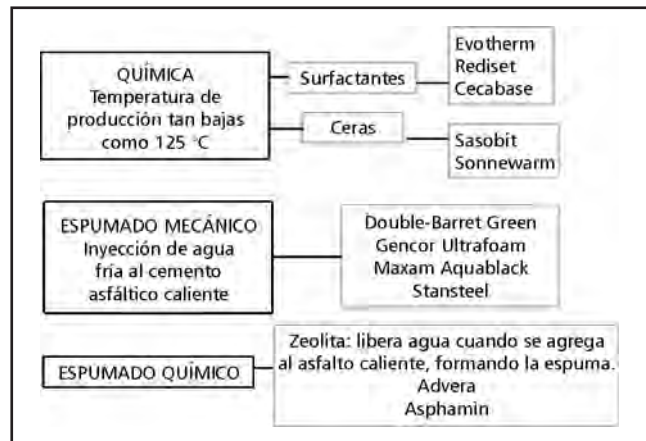 QUÍMICA
Temperatura de
producción tan bajas
como 125 °C
Surfactantes
Evotherm
Rediset
Cecabase
Ceras
Sasobit
Sonnewarm
ESPUMADO MECÁNICO
Inyección de agua
fría al cemento
asfáltico caliente
Double-Barret Green
Gencor Ultrafoam
Maxam Aquablack
Stansteel
ESPUMADO QUÍMICO
Zeolita: libera agua cuando se agrega
al asfalto caliente, formando la espuma.
Advera
Asphamin